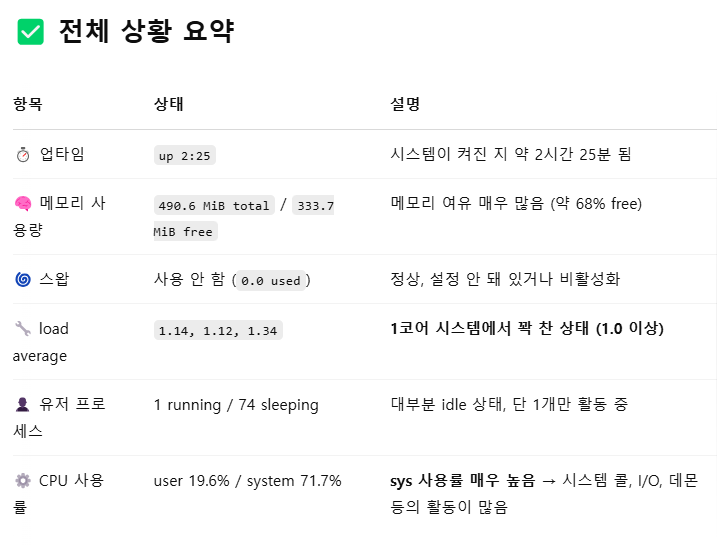 ✅ 전체 상황 요약
항목 상태 설명
⏱ 업타임 up 2:25 시스템이 켜진 지 약 2시간 25분 됨
🧠 메모리 사 490.6 MiB total / 333.7 메모리 여유 매우 많음 (약 68% free)
용량 MiB free
🌀 스왑 사용 안 함 (0.0 used) 정상, 설정 안 돼 있거나 비활성화
🔧 load 1.14, 1.12, 1.34 1코어 시스템에서 꽉 찬 상태 (1.0 이상)
average
👤 유저 프로 1 running / 74 sleeping 대부분 idle 상태, 단 1개만 활동 중
세스
⚙️ CPU 사용 user 19.6% / system 71.7% sys 사용률 매우 높음 → 시스템 콜, I/O, 데몬
률 등의 활동이 많음